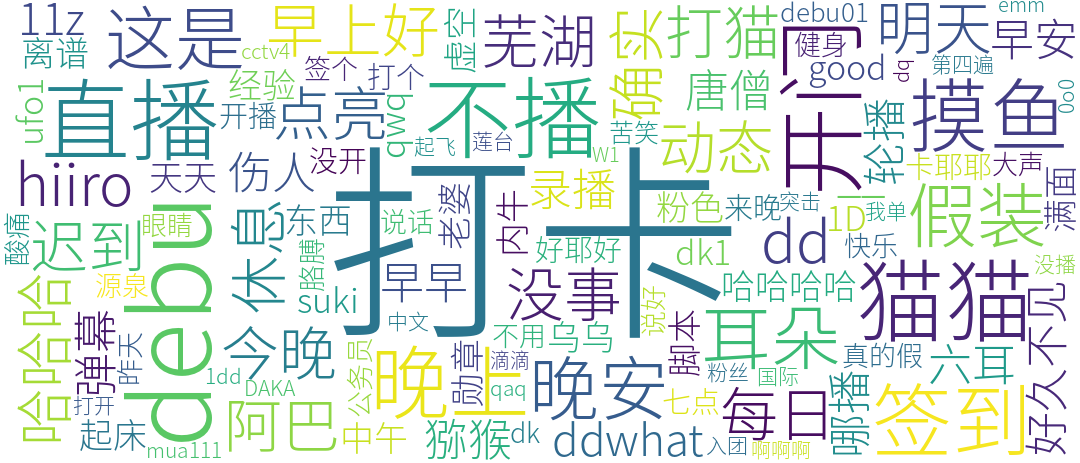 11z
这是
早上好
芜湖
实
确
打猫
开门
debu01
健身
明天
emm
早安
离谱
cctv4
签个
打个
虚空
经验
ufo1
开播
点亮
qwq
直播
不播
唐僧
good
dq
第四遍
0o0
摸鱼
轮播
苦笑
W1
动态
卡耶耶
大声
hiiro
天天
伤人
没开
起飞
莲台
老婆
录播
粉色
来晚
突击
一一
1D
我单
假装
满面
酸痛
眼睛
迟到
debu
休息
东西
说话
胳膊
内牛
打卡
好耶好
dk1
dd
快乐
猫猫
没播
源泉
哈哈哈哈
弹幕
昨天
suki
早早
没事
说好
哈哈哈哈
不见
好久
今晚
中文
不用
乌乌
脚本
耳朵
真的假
六耳
1dd
DAKA
公务员
晚上
勋章
滴滴
qaq
晚安
粉丝
国际
哪播
打开
起床
mua111
阿巴
中午
猕猴
dk
ddwhat
七点
每日
入团
啊啊啊
签到